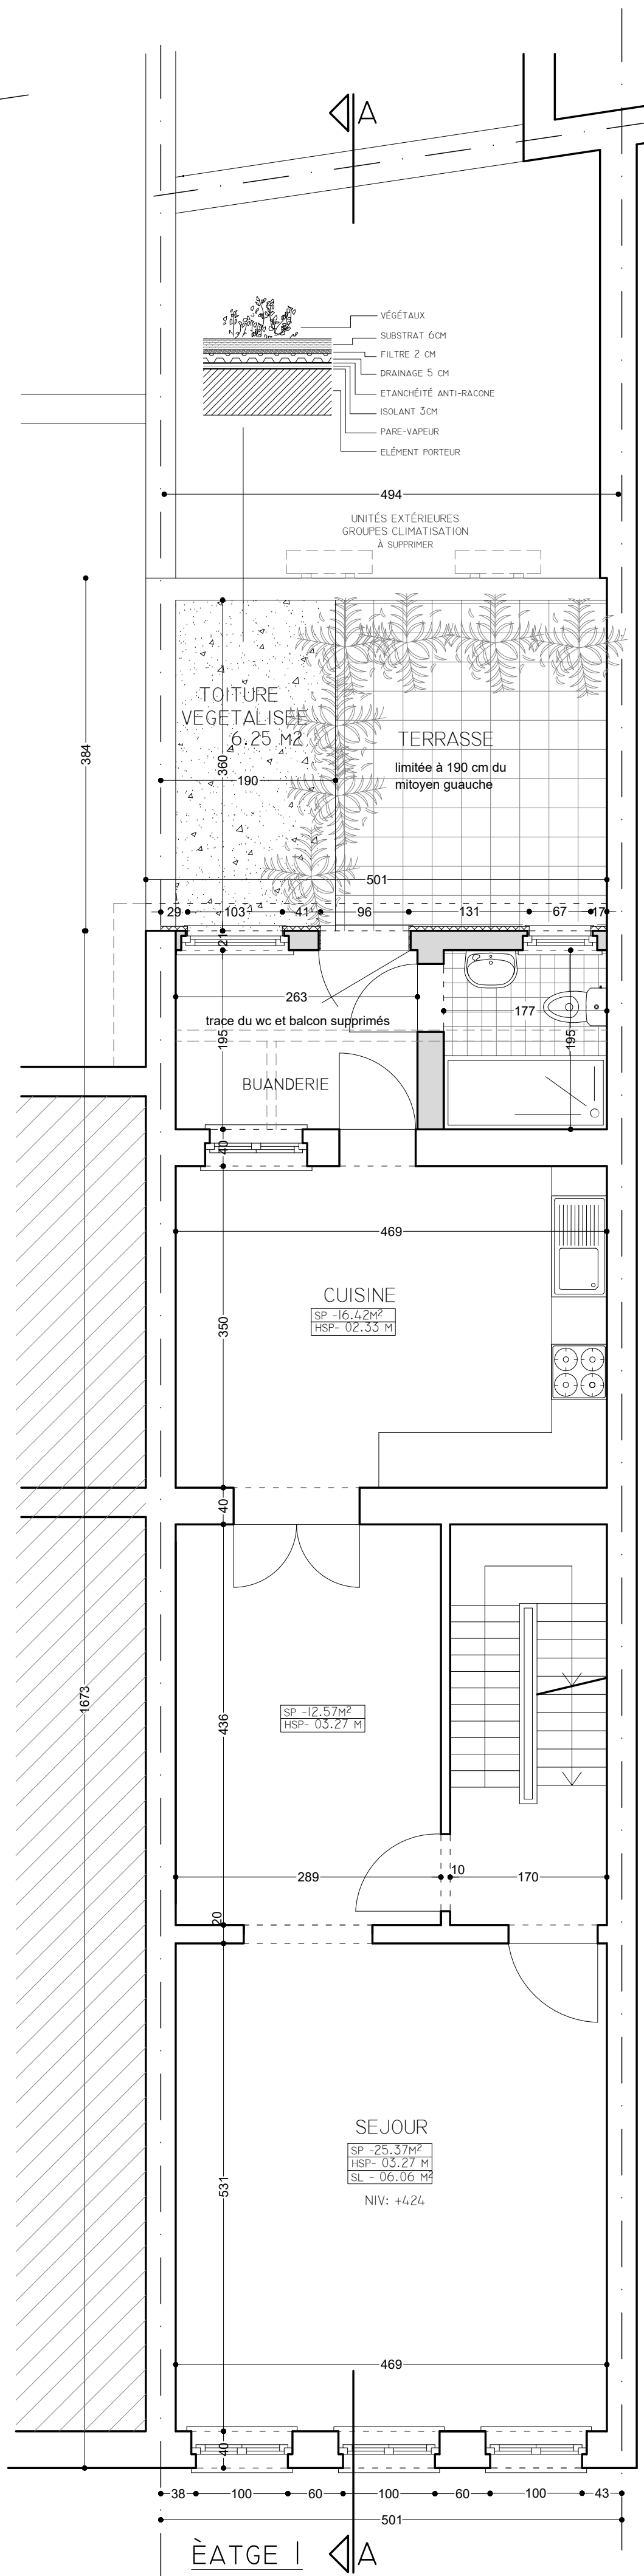 A
VÉGÉTAUX
SUBSTRAT 6CM
FILTRE 2 CM
DRAINAGE 5 CM
ETANCHÉITÉ ANTI-RACONE
ISOLANT 3CM
PARE-VAPEUR
ELÉMENT PORTEUR
494
UNITÉS EXTÉRIEURES
GROUPES CLIMATISATION
À SUPPRIMER
TOITURE
VEGETALISÉE
6.25 M2
TERRASSE
limitée à 190 cm du
mitoyen guauche
384
360
190
501
29 103 41 96 131 67 17
21
263
177
trace du wc et balcon supprimés
195
195
BUANDERIE
40
469
CUISINE
SP -16.42M²
HSP- 02.33 M
350
40
1673
SP -12.57M²
HSP- 03.27 M
436
289
10
170
20
SEJOUR
SP -25.37M²
HSP- 03.27 M
SL - 06.06 M²
NIV: +424
531
469
40
38 100 60 100 60 100 43
501
ÈATGE I
A